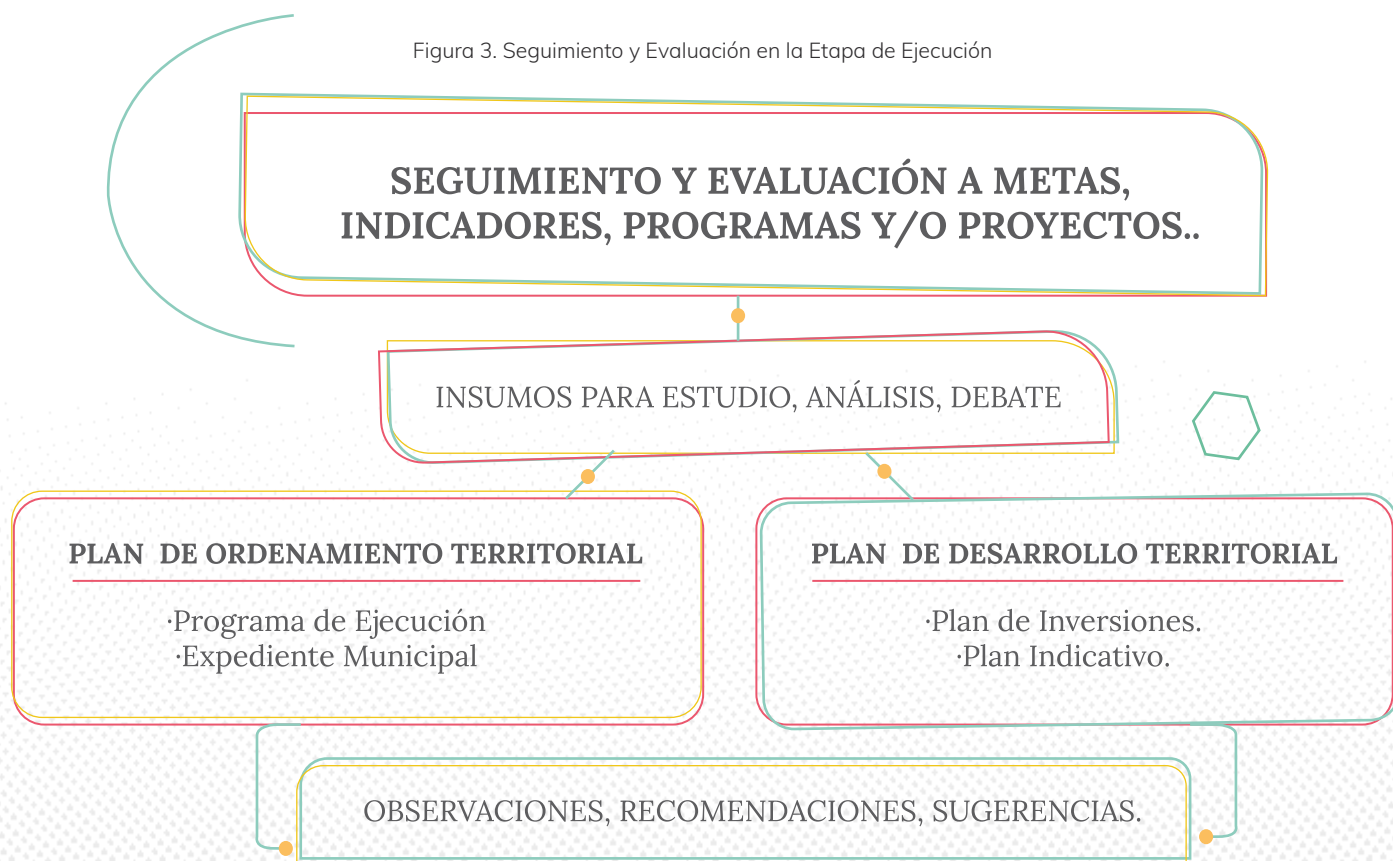 Figura 3. Seguimiento y Evaluación en la Etapa de Ejecución
SEGUIMIENTO Y EVALUACIÓN A METAS,
INDICADORES, PROGRAMAS Y/O PROYECTOS..
INSUMOS PARA ESTUDIO, ANÁLISIS, DEBATE
PLAN DE ORDENAMIENTO TERRITORIAL
·Programa de Ejecución
·Expediente Municipal
PLAN DE DESARROLLO TERRITORIAL
·Plan de Inversiones.
·Plan Indicativo.
OBSERVACIONES, RECOMENDACIONES, SUGERENCIAS.